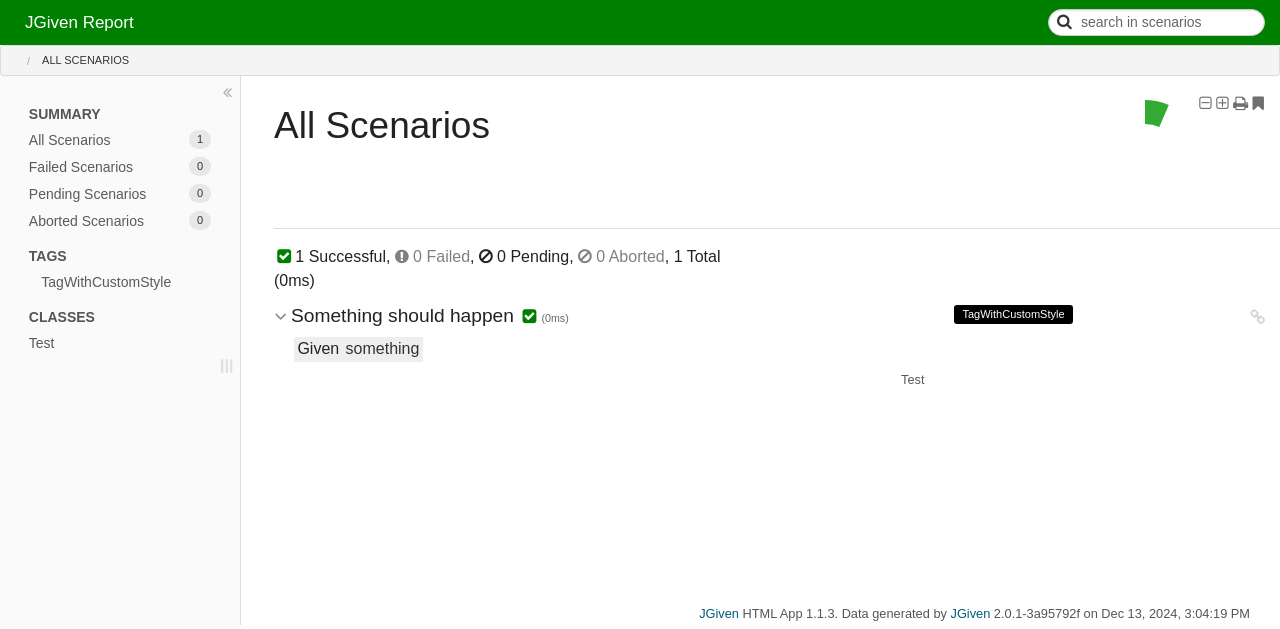 JGiven Report
search in scenarios
/ ALL SCENARIOS
SUMMARY
All Scenarios 1
Failed Scenarios 0
Pending Scenarios 0
Aborted Scenarios 0
TAGS
TagWithCustomStyle
CLASSES
Test
All Scenarios
1 Successful, 0 Failed, 0 Pending, 0 Aborted, 1 Total
(0ms)
Something should happen (0ms)
TagWithCustomStyle
Given something
Test
JGiven HTML App 1.1.3. Data generated by JGiven 2.0.1-3a95792f on Dec 13, 2024, 3:04:19 PM